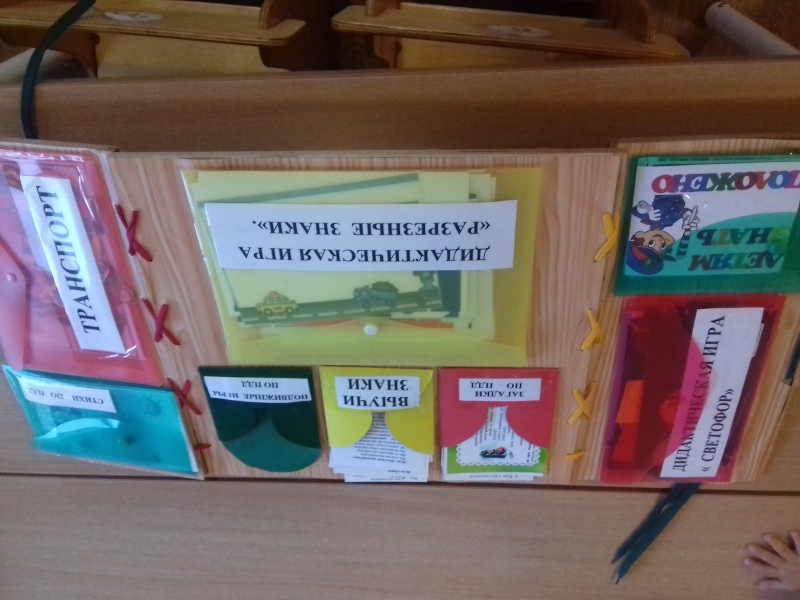 ТРАНСПОРТ
СТИХИ ПО ПДД
ДИДАКТИЧЕСКАЯ ИГРА
«РАЗРЕЗНЫЕ ЗНАКИ».
ПОДВИЖНЫЕ ИГРЫ
ПО ПДД
ВЫУЧИ
ЗНАКИ
ЗАГАДКИ
ПО ПДД
ДЕТЯМ
ЗНАТЬ
ПОЛОЖЕНО
ДИДАКТИЧЕСКАЯ ИГРА
« СВЕТОФОР»